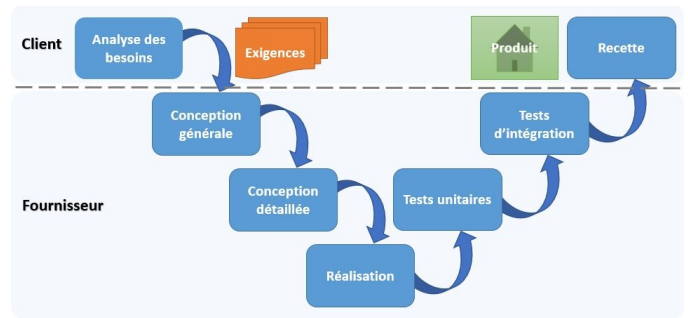 Client
Analyse des
besoins
Exigences
Produit
Recette
Conception
générale
Tests
d'intégration
Fournisseur
Conception
détaillée
Tests unitaires
Réalisation